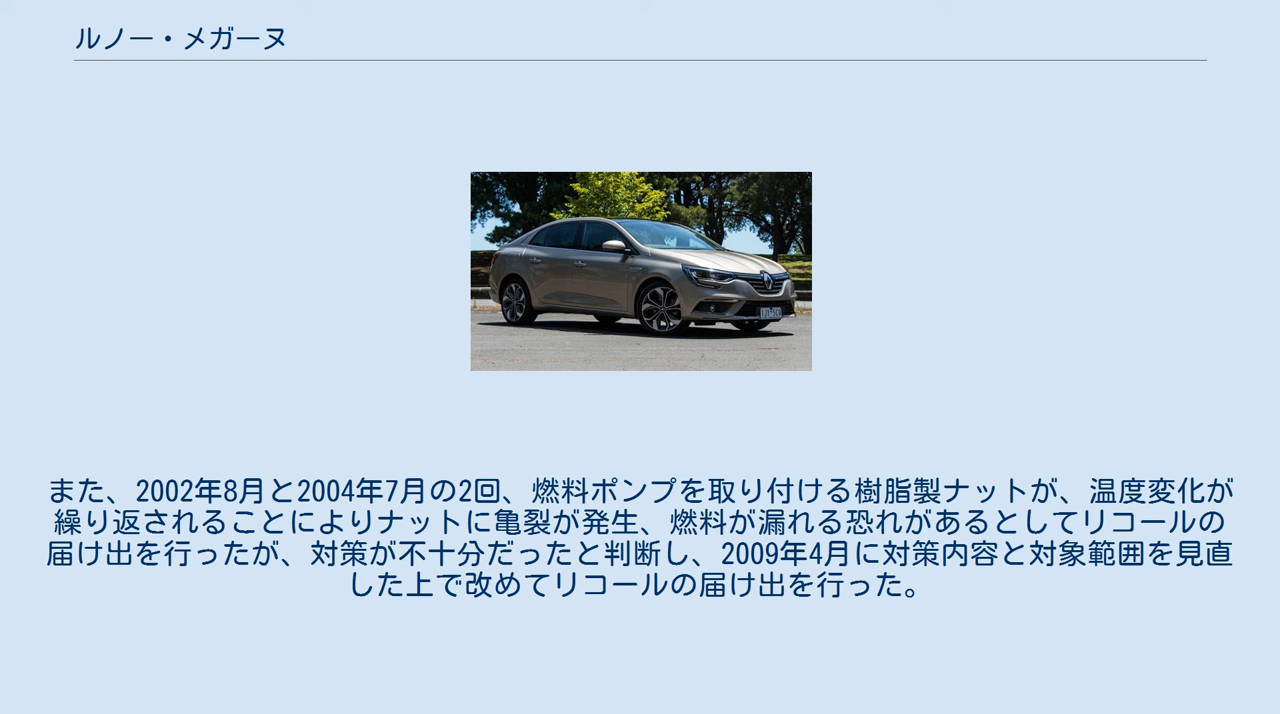 ルノー・メガーヌ
また、2002年8月と2004年7月の2回、燃料ポンプを取り付ける樹脂製ナットが、温度変化が
繰り返されることによりナットに亀裂が発生、燃料が漏れる恐れがあるとしてリコールの
届け出を行ったが、対策が不十分だったと判断し、2009年4月に対策内容と対象範囲を見直
した上で改めてリコールの届け出を行った。